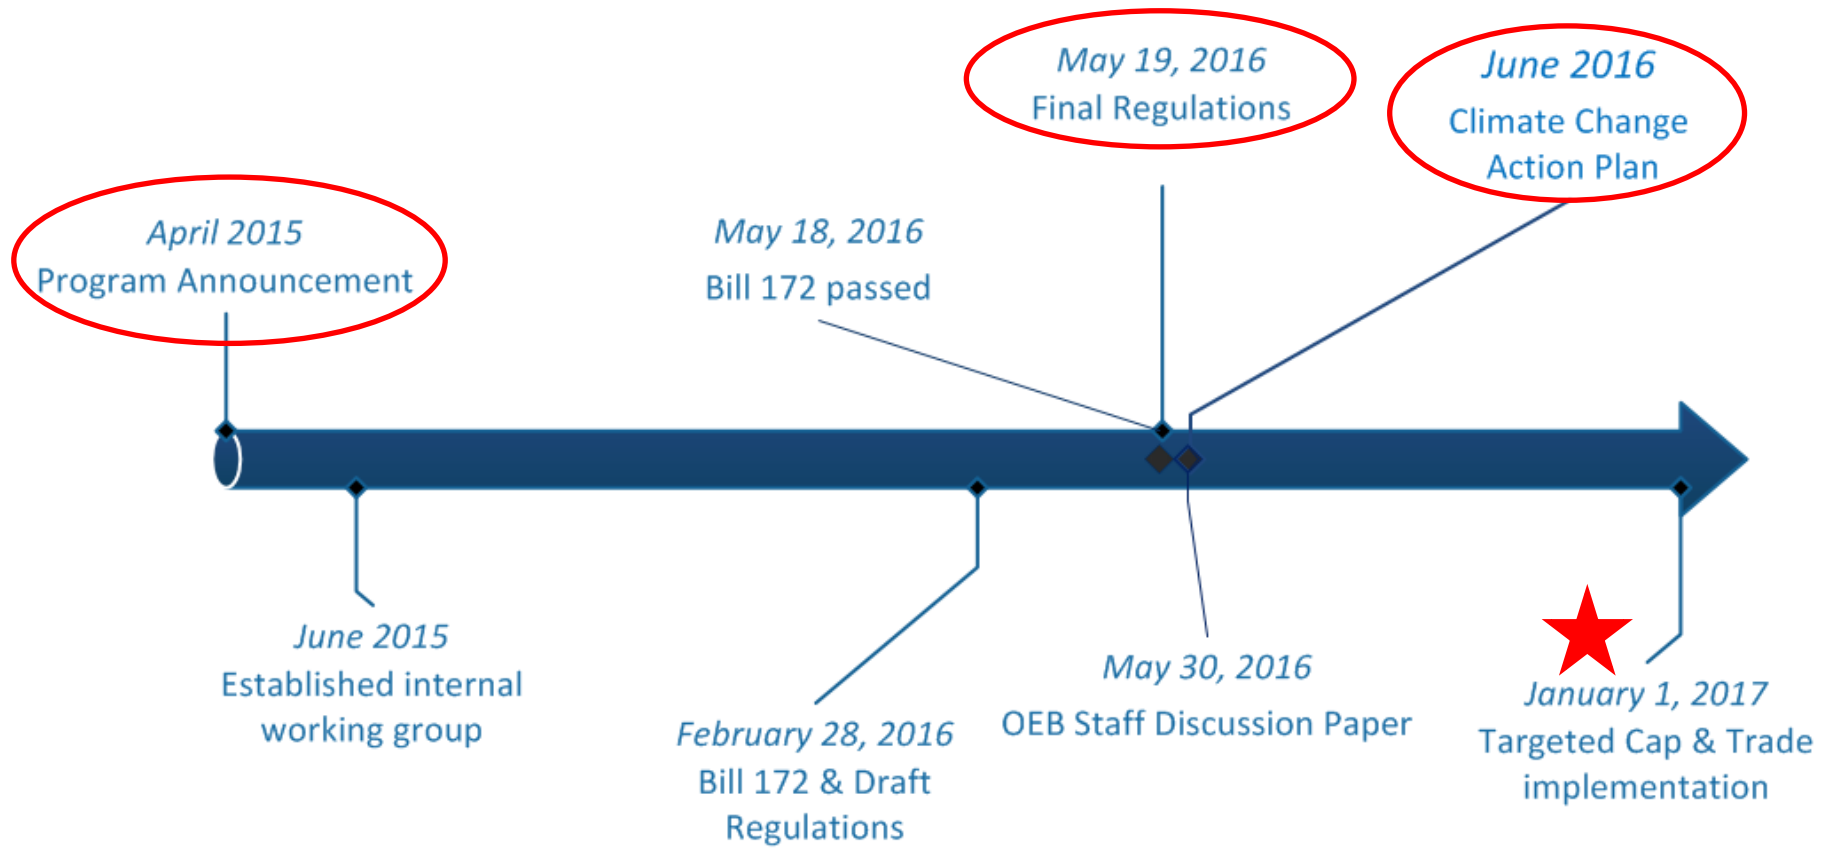 April 2015
Program Announcement
June 2015
Established internal
working group
February 28, 2016
Bill 172 & Draft
Regulations
May 18, 2016
Bill 172 passed
May 19, 2016
Final Regulations
May 30, 2016
OEB Staff Discussion Paper
June 2016
Climate Change
Action Plan
January 1, 2017
Targeted Cap & Trade
implementation